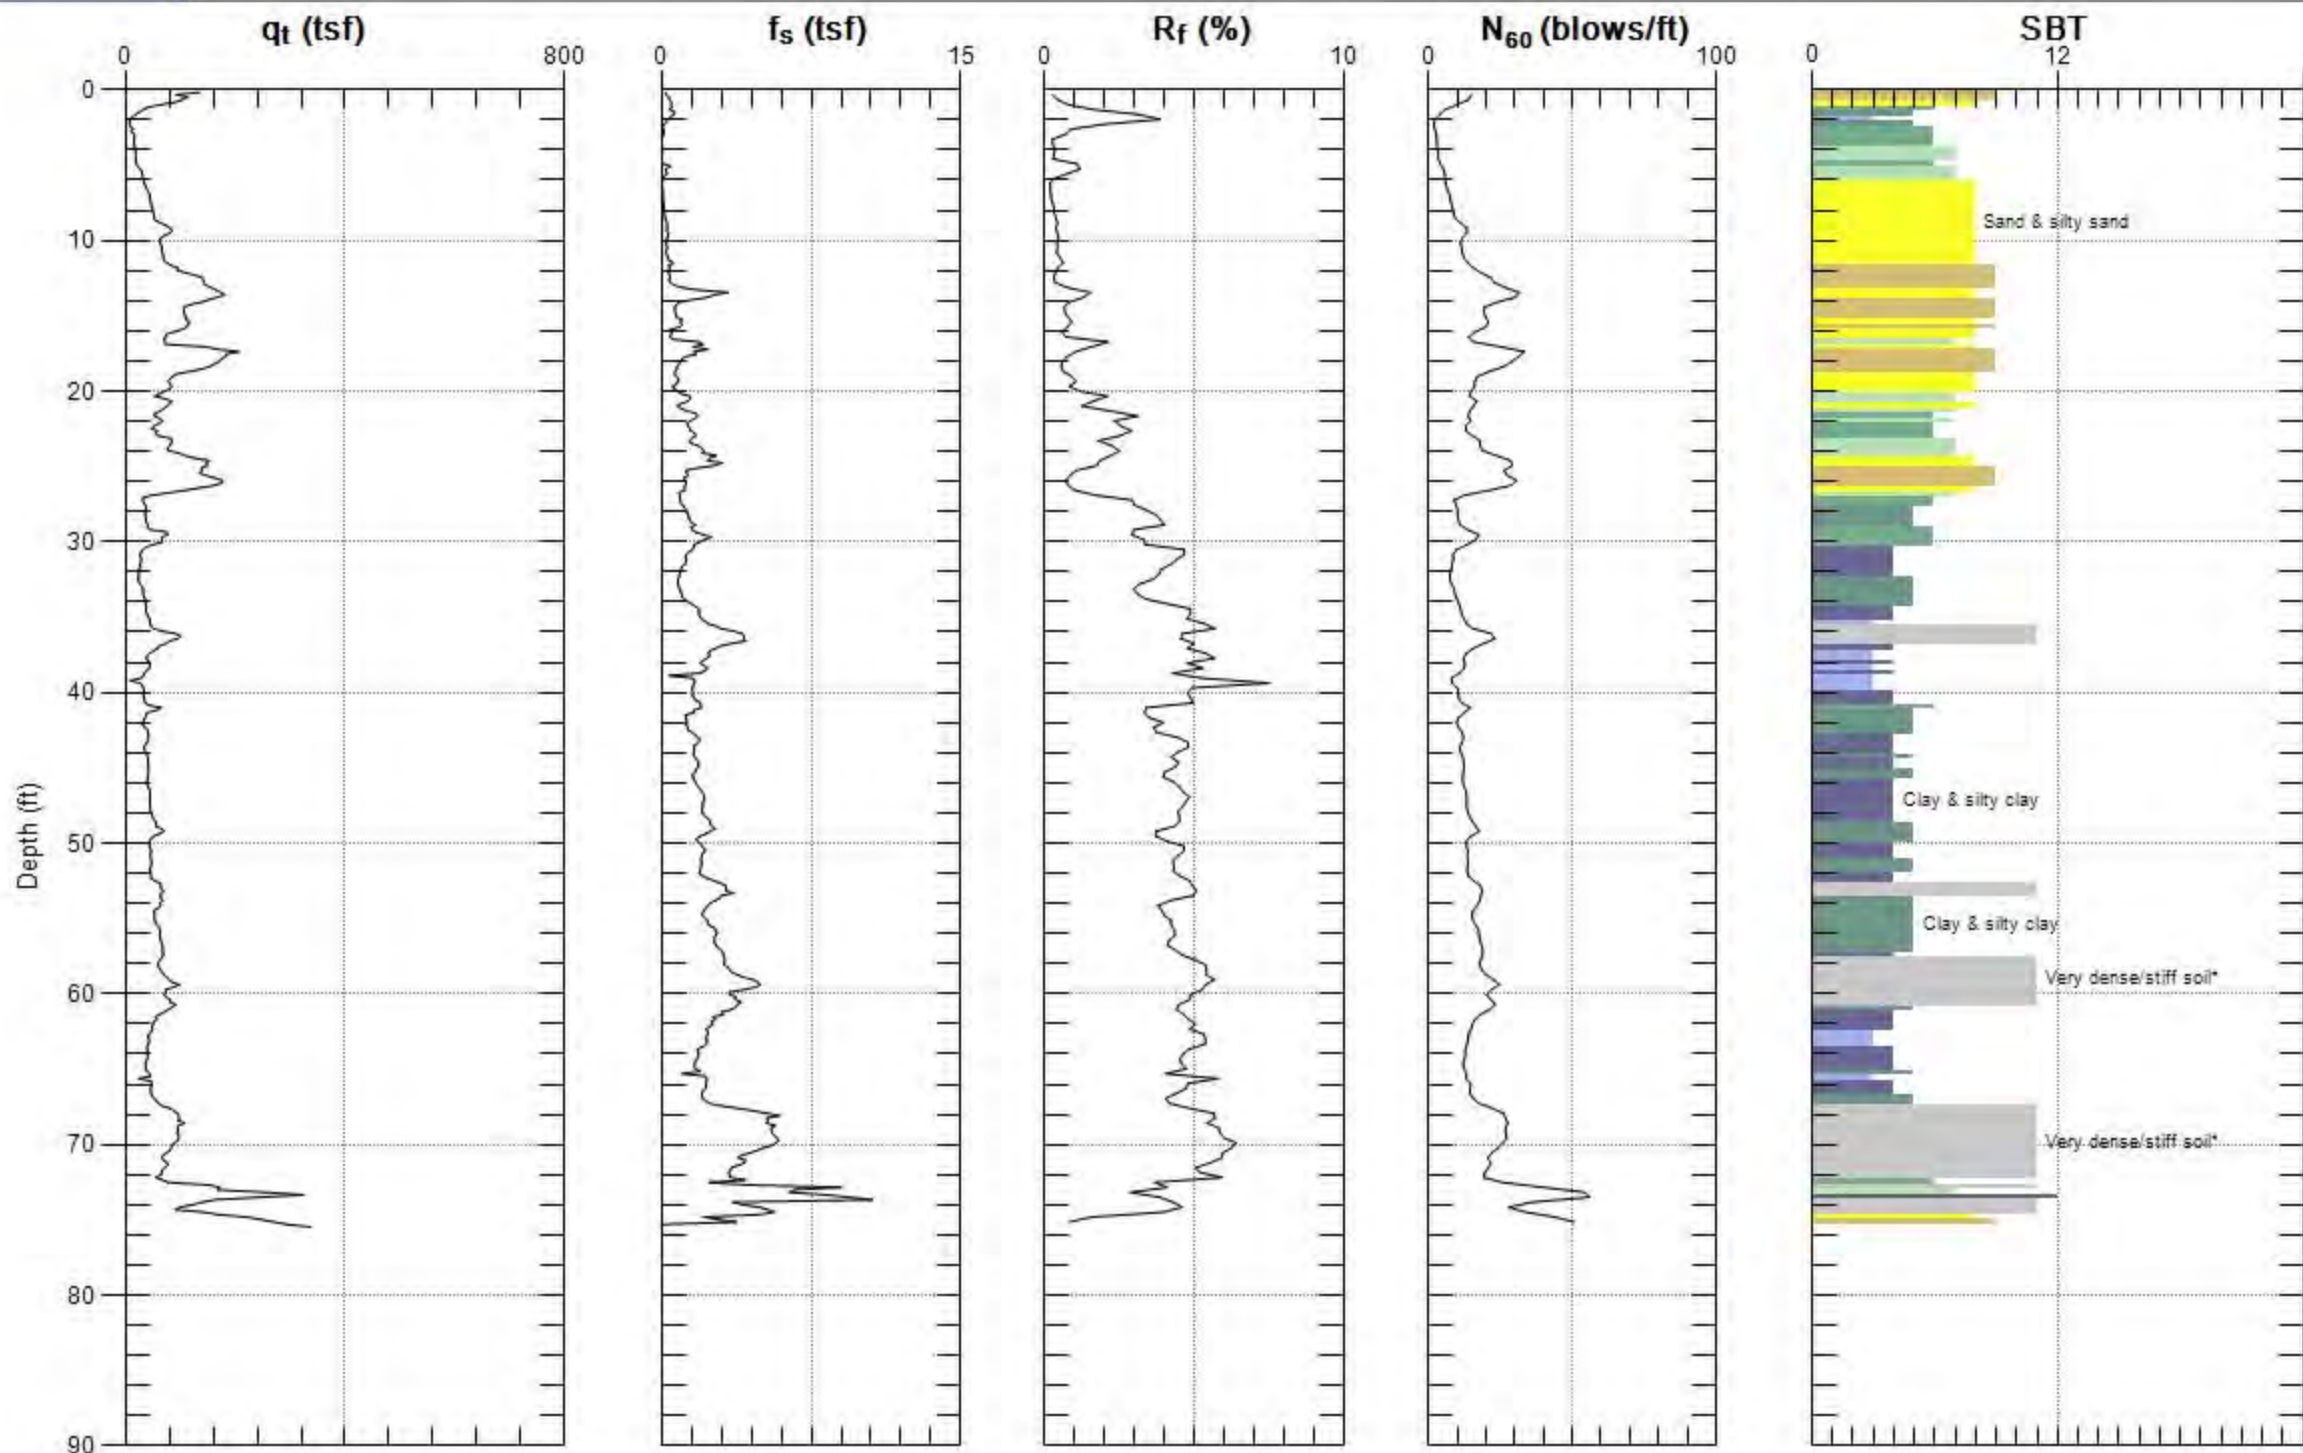 qt (tsf)
fs (tsf)
Rf (%)
N60 (blows/ft)
SBT
0 800
0 15
0 10
0 100
0 12
0
10
20
30
40
50
60
70
80
90
Depth (ft)
Sand & silty sand
Clay & silty clay
Clay & silty clay
Very dense/stiff soil*
Very dense/stiff soil*